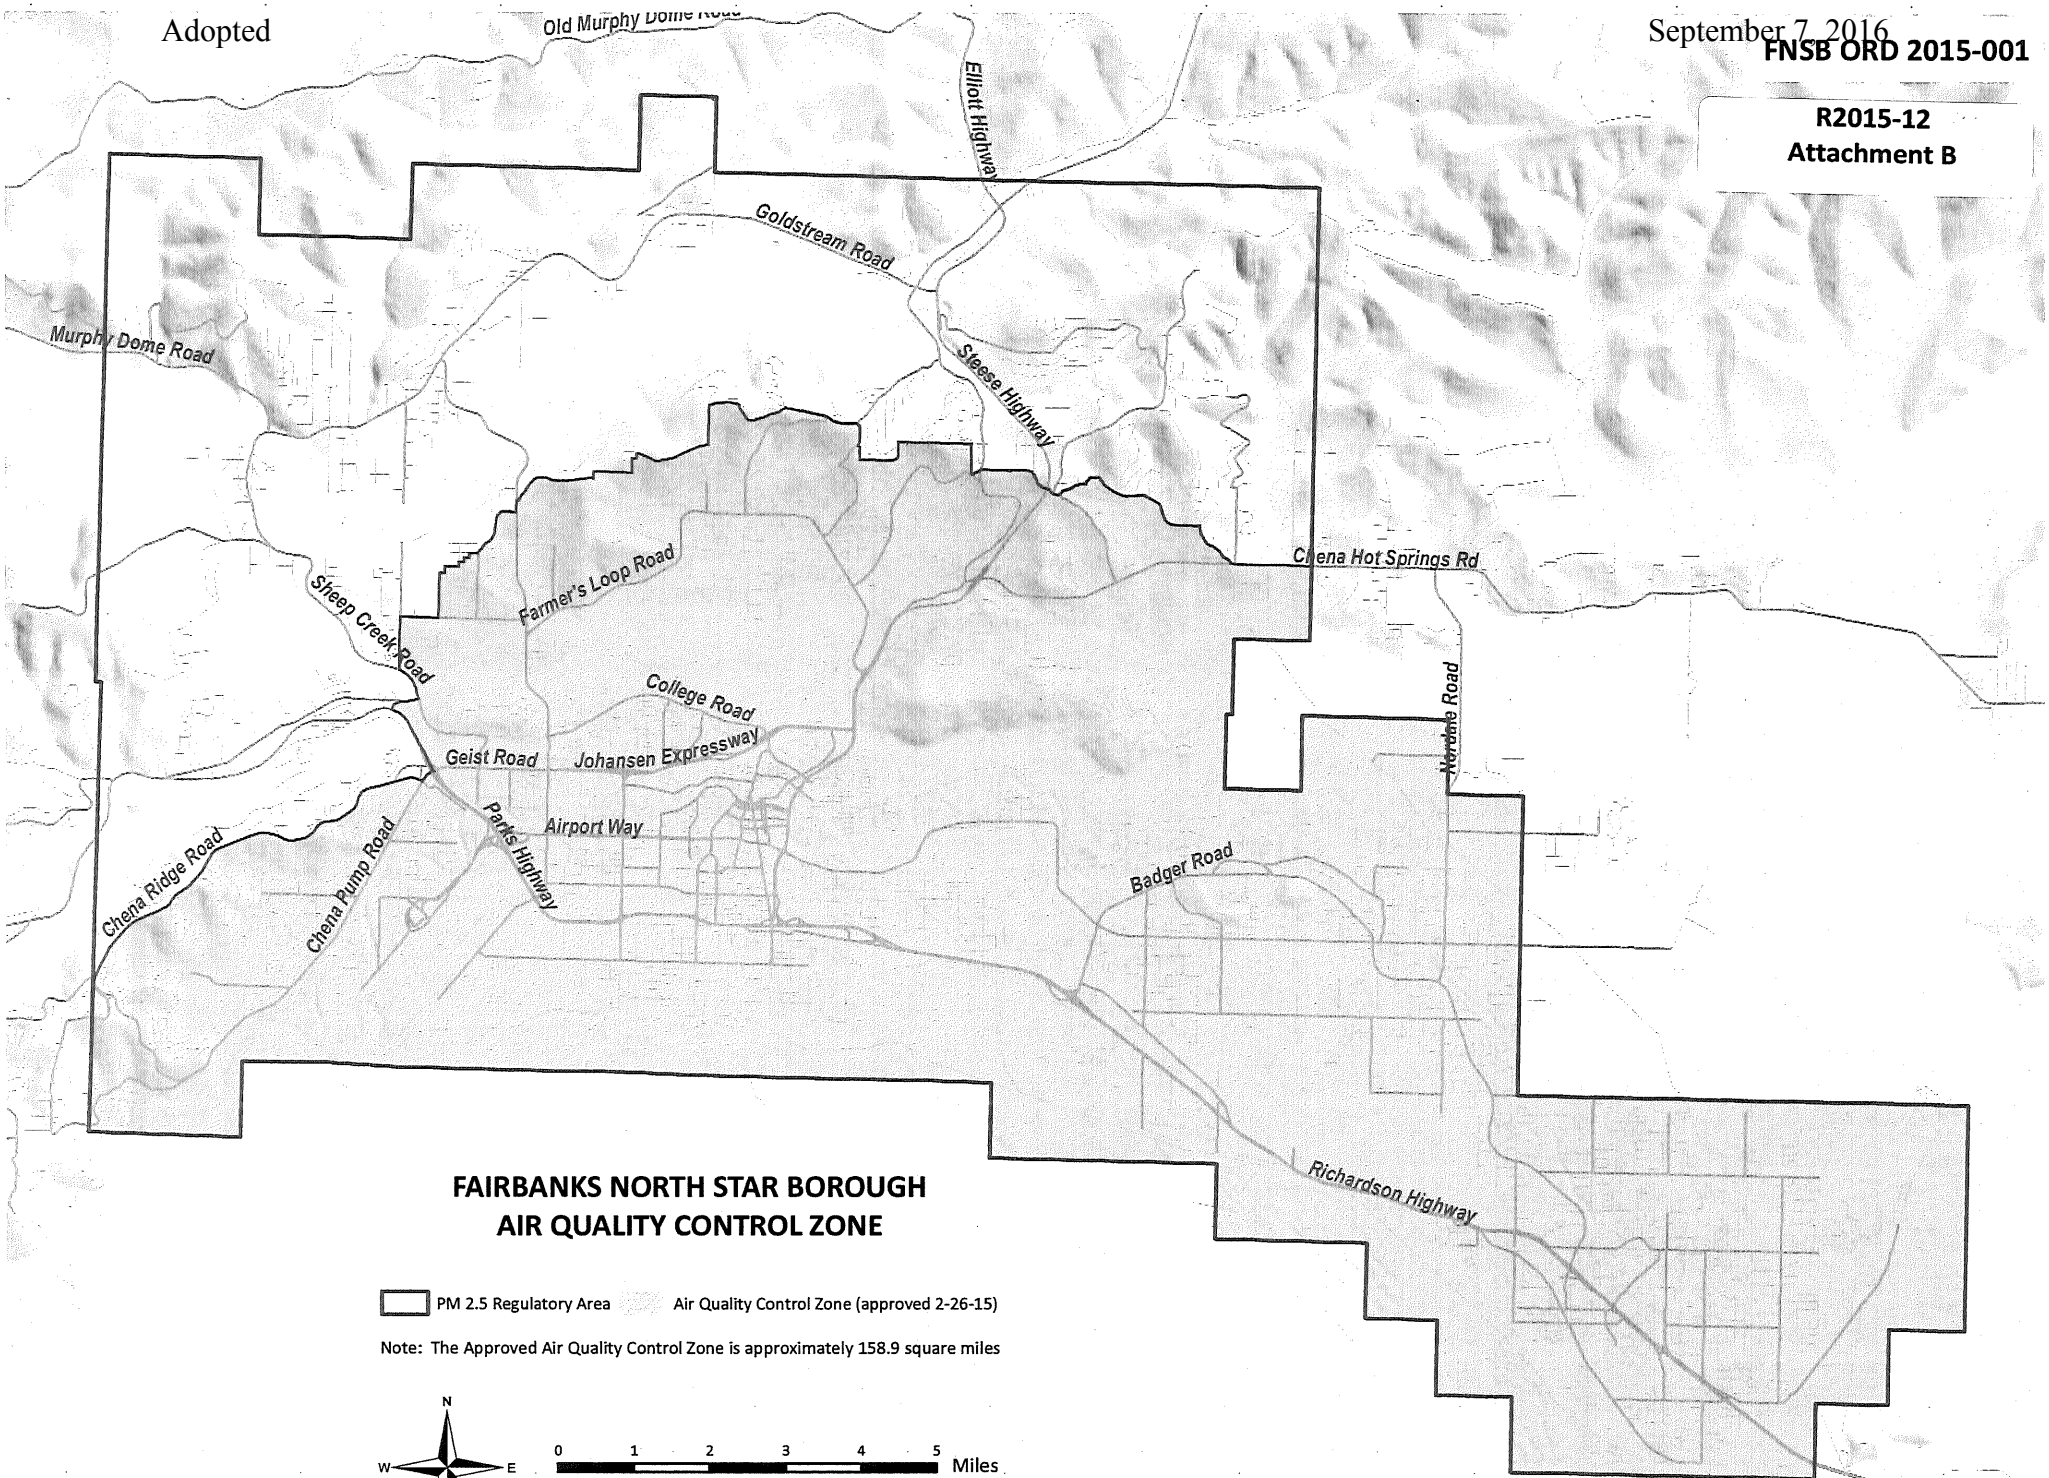 Adopted
September 7, 2016
FNSB ORD 2015-001
R2015-12
Attachment B
Old Murphy Dome Road
Elliott Highway
Goldstream Road
Murphy Dome Road
Steese Highway
Chena Hot Springs Rd
Farmer's Loop Road
Sheep Creek Road
College Road
Nordale Road
Geist Road
Johansen Expressway
Parks Highway
Airport Way
Chena Ridge Road
Chena Pump Road
Badger Road
Richardson Highway
FAIRBANKS NORTH STAR BOROUGH
AIR QUALITY CONTROL ZONE
PM 2.5 Regulatory Area
Air Quality Control Zone (approved 2-26-15)
Note: The Approved Air Quality Control Zone is approximately 158.9 square miles
N
W
E
0 1 2 3 4 5
Miles